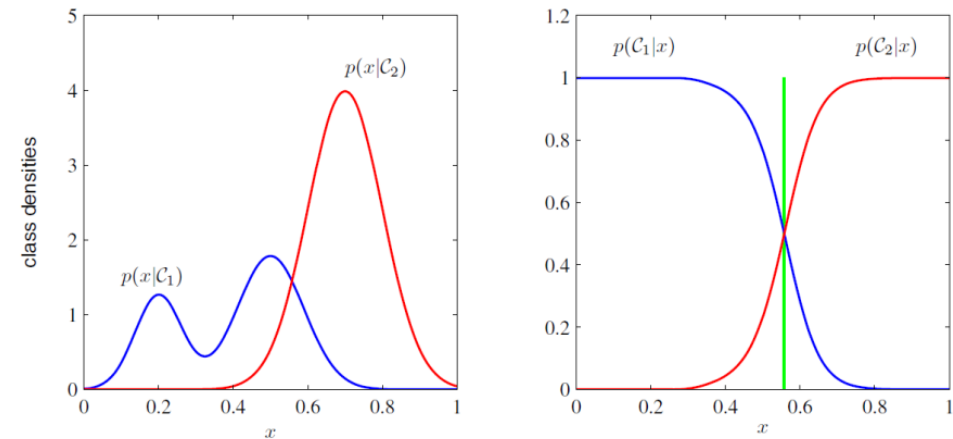 class densities
5
4
3
2
1
0
p(x|C₂)
p(x|C₁)
0 0.2 0.4 0.6 0.8 1
x
1.2
1
0.8
0.6
0.4
0.2
0
p(C₁|x)
p(C₂|x)
0 0.2 0.4 0.6 0.8 1
x